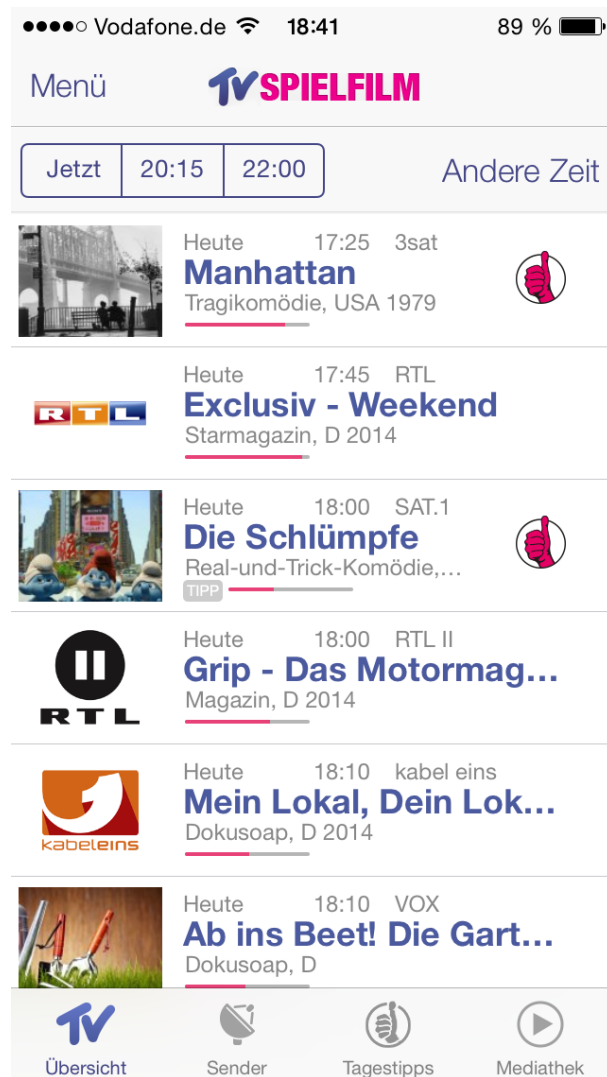 Vodafone.de 18:41 89 %
Menü TV SPIELFILM
Jetzt 20:15 22:00 Andere Zeit
Heute 17:25 3sat
Manhattan
Tragikomödie, USA 1979
RTL
Heute 17:45 RTL
Exclusiv - Weekend
Starmagazin, D 2014
Heute 18:00 SAT.1
Die Schlümpfe
Real-und-Trick-Komödie,...
TIPP
RTL
Heute 18:00 RTL II
Grip - Das Motormag...
Magazin, D 2014
kabeleins
Heute 18:10 kabel eins
Mein Lokal, Dein Lok...
Dokusoap, D 2014
Heute 18:10 VOX
Ab ins Beet! Die Gart...
Dokusoap, D
TV
Übersicht Sender Tagestipps Mediathek